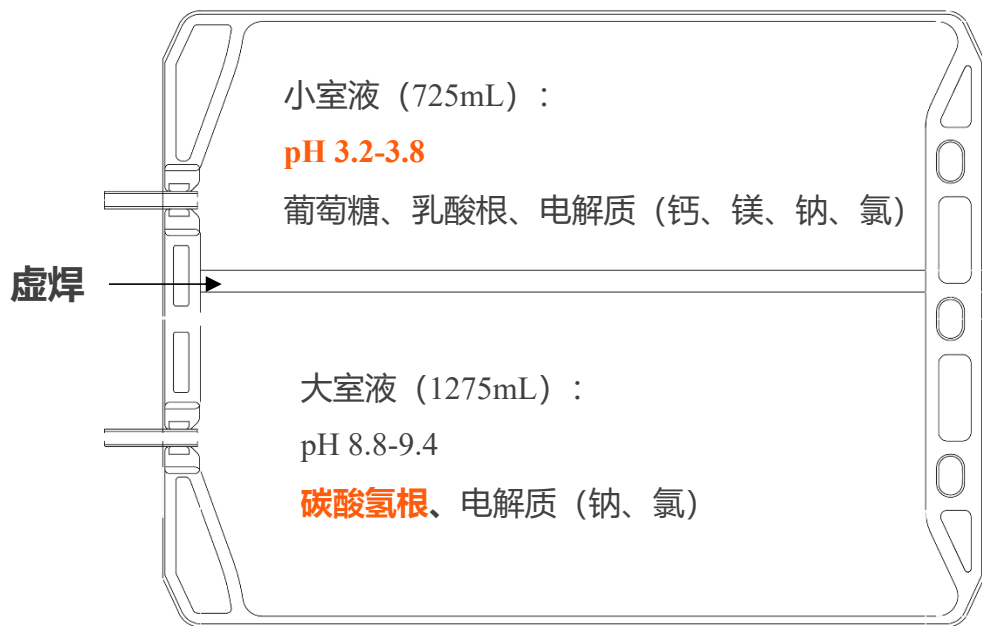 小室液（725mL）:
pH 3.2-3.8
葡萄糖、乳酸根、电解质（钙、镁、钠、氯）
虚焊
大室液（1275mL）:
pH 8.8-9.4
碳酸氢根、电解质（钠、氯）